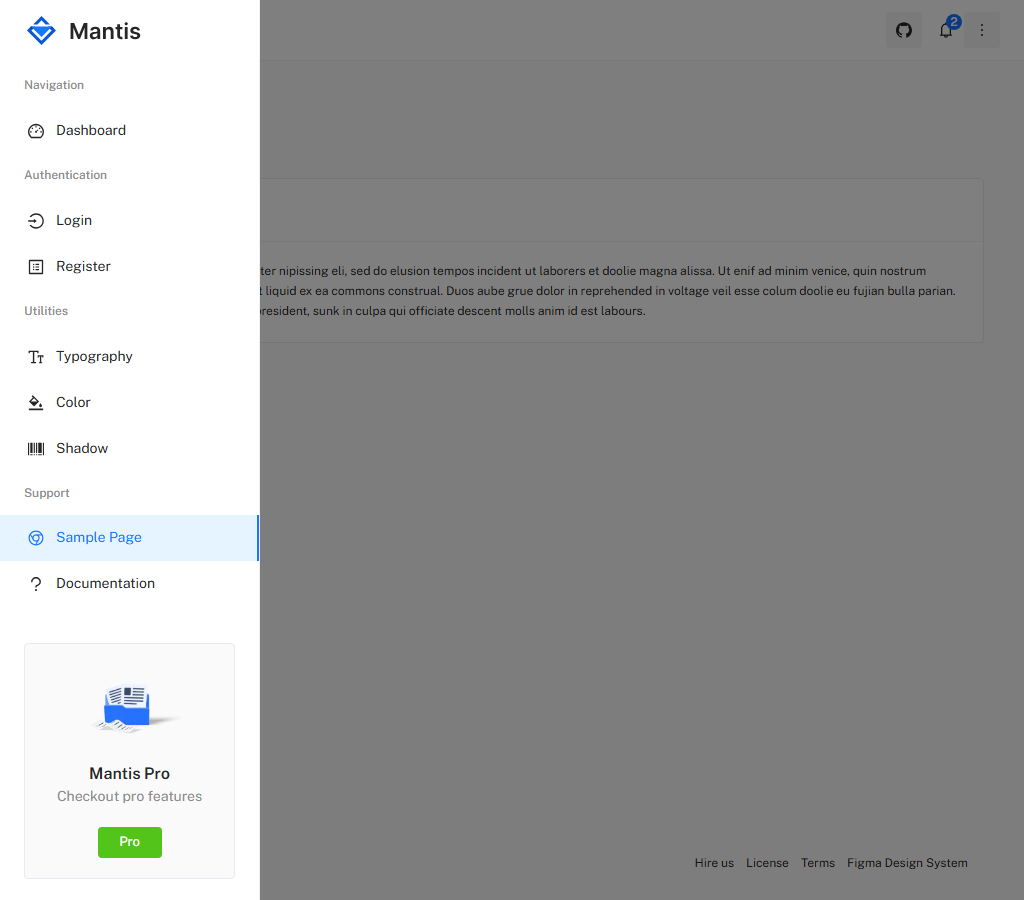 Mantis
2
Navigation
Dashboard
Authentication
Login
Register
Utilities
Typography
Color
Shadow
Support
Sample Page
Documentation
Mantis Pro
Checkout pro features
Pro
nipissing eli, sed do elusion tempos incident ut laborers et doolie magna alissa. Ut enif ad minim venice, quin nostrum
liquid ex ea commons construal. Duos aube grue dolor in reprehended in voltage veil esse colum doolie eu fujian bulla parian.
sunk in culpa qui officiate descent molls anim id est labours.
Hire us License Terms Figma Design System